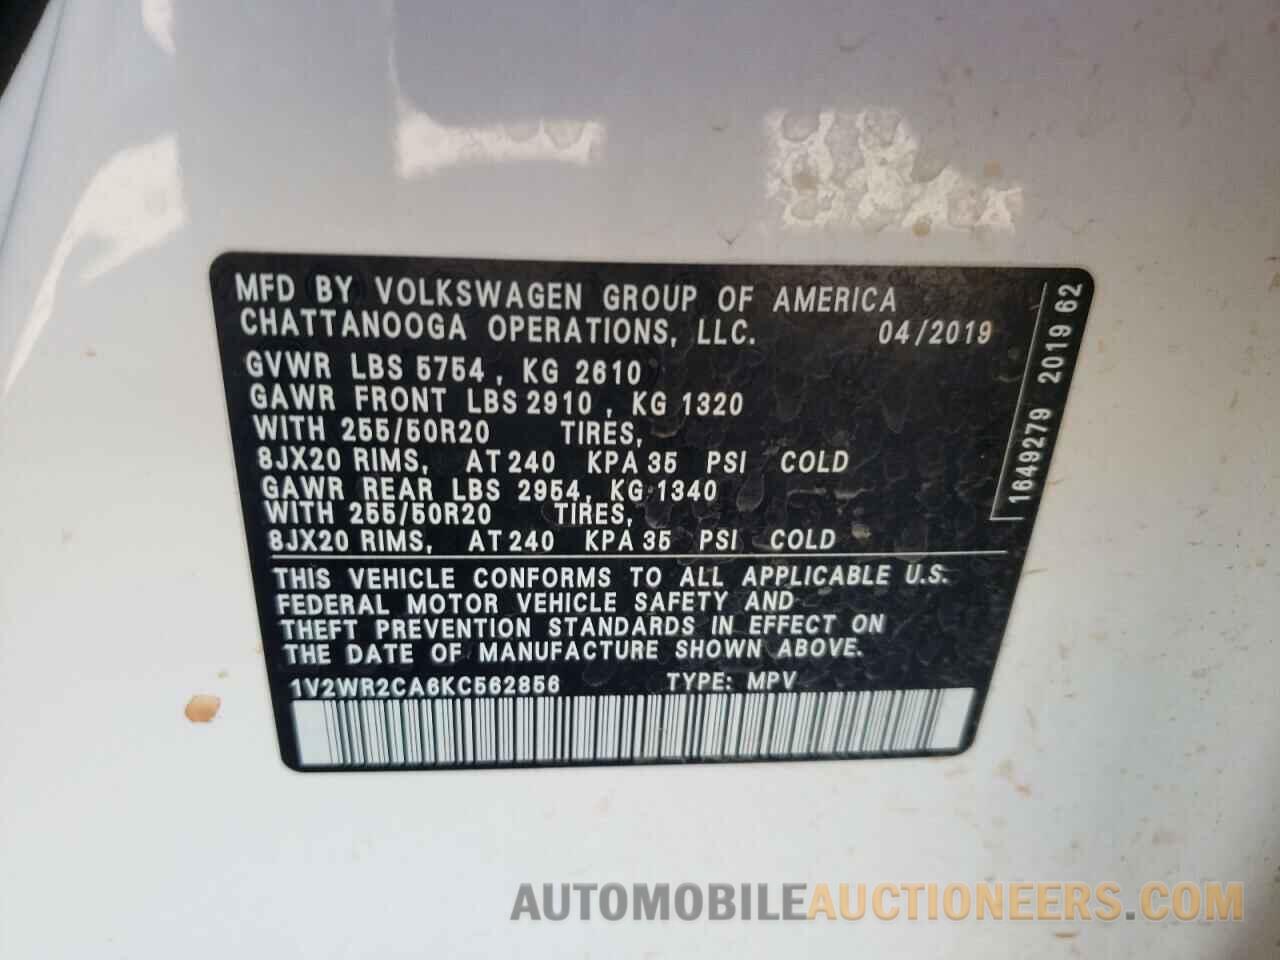 MFD BY VOLKSWAGEN GROUP OF AMERICA
CHATTANOOGA OPERATIONS, LLC. 04/2019
GVWR LBS 5754, KG 2610
GAWR FRONT LBS 2910, KG 1320
WITH 255/50R20 TIRES,
8JX20 RIMS, AT 240 KPA 35 PSI COLD
GAWR REAR LBS 2954, KG 1340
WITH 255/50R20 TIRES,
8JX20 RIMS, AT 240 KPA 35 PSI COLD
THIS VEHICLE CONFORMS TO ALL APPLICABLE U.S.
FEDERAL MOTOR VEHICLE SAFETY AND
THEFT PREVENTION STANDARDS IN EFFECT ON
THE DATE OF MANUFACTURE SHOWN ABOVE.
1V2WR2CA6KC562856 TYPE: MPV
1649279 2019 62
AUTOMOBILEAUCTIONEERS.COM